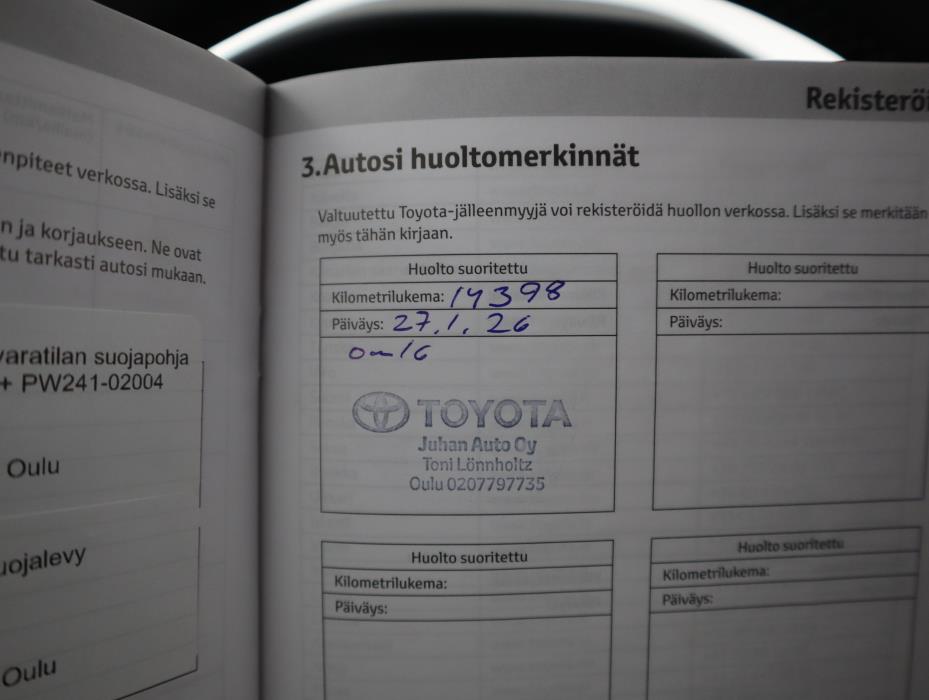 npiteet verkossa. Lisäksi se
n ja korjaukseen. Ne ovat
tu tarkasti autosi mukaan.
varatilan suojapohja
+ PW241-02004
Oulu
uojalevy
Oulu
Rekisteröi
3.Autosi huoltomerkinnät
Valtuutettu Toyota-jälleenmyyjä voi rekisteröidä huollon verkossa. Lisäksi se merkitään
myös tähän kirjaan.
Huolto suoritettu
Kilometrilukema: 14398
Päiväys: 27.1.26
TOYOTA
Juhan Auto Oy
Toni Lönnholtz
Oulu 0207797735
Huolto suoritettu
Kilometrilukema:
Päiväys:
Huolto suoritettu
Kilometrilukema:
Päiväys:
Huolto suoritettu
Kilometrilukema:
Päiväys: